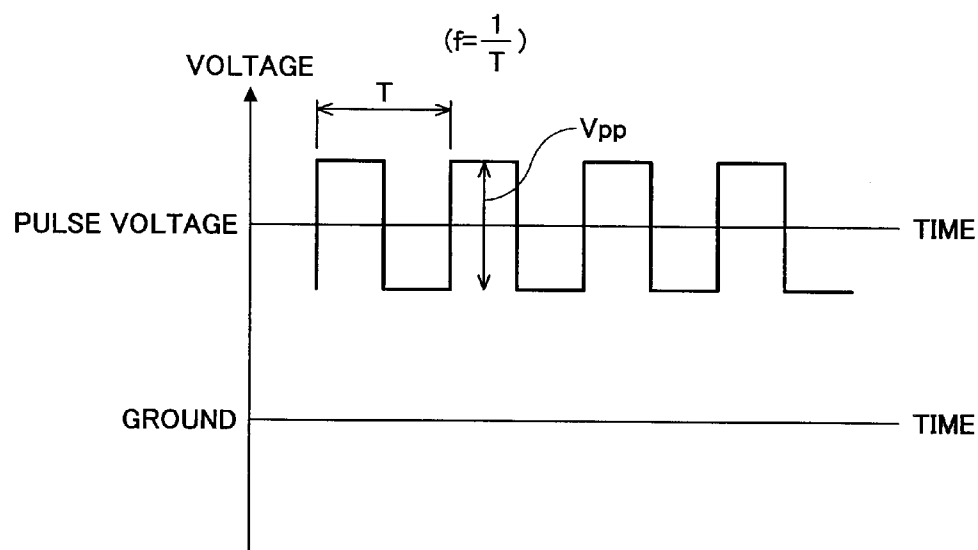 (f=1/T)
VOLTAGE
T
Vpp
PULSE VOLTAGE
TIME
GROUND
TIME